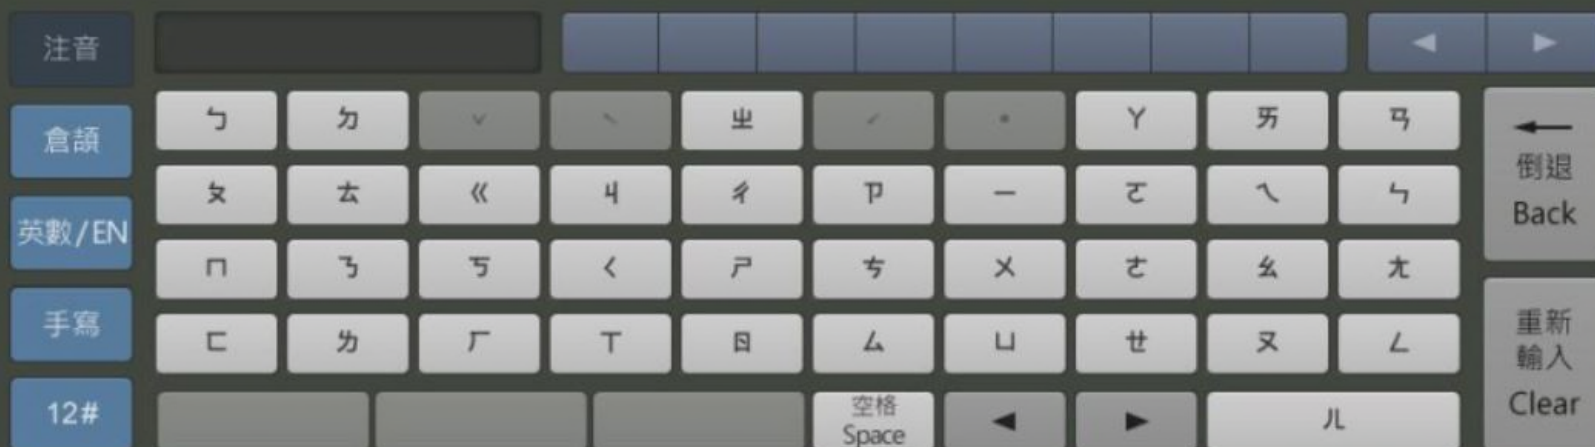 注音
ㄅ ㄉ ˇ ˋ ㄓ ˊ ˙ ㄚ ㄞ ㄢ
倉頡
ㄆ ㄊ ㄍ ㄐ ㄔ ㄗ ㄧ ㄛ ㄟ ㄣ
倒退
Back
英數/EN
ㄇ ㄋ ㄎ ㄑ ㄕ ㄘ ㄨ ㄜ ㄠ ㄤ
手寫
ㄈ ㄌ ㄏ ㄒ ㄖ ㄙ ㄩ ㄝ ㄡ ㄥ
重新
輸入
Clear
12#
空格
Space
ㄦ